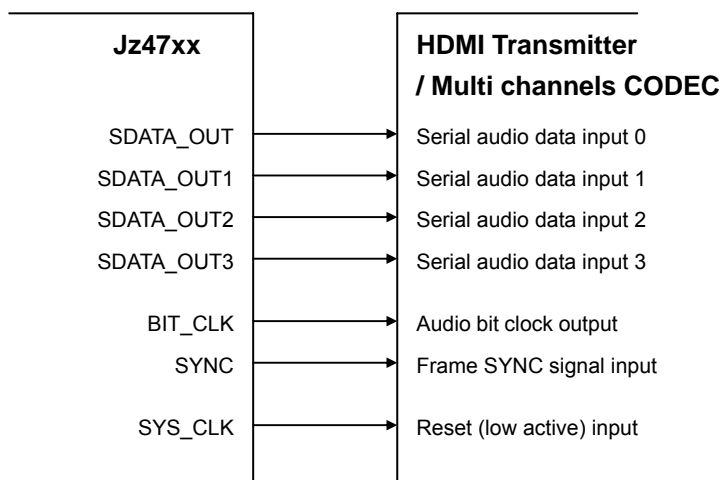 Jz47xx HDMI Transmitter
/ Multi channels CODEC
SDATA_OUT Serial audio data input 0
SDATA_OUT1 Serial audio data input 1
SDATA_OUT2 Serial audio data input 2
SDATA_OUT3 Serial audio data input 3
BIT_CLK Audio bit clock output
SYNC Frame SYNC signal input
SYS_CLK Reset (low active) input